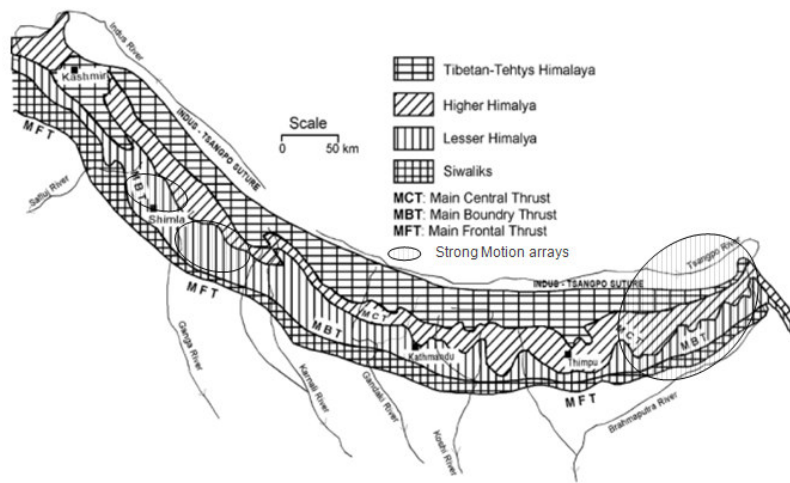 Indus River
Kashmir
INDUS - TSANGPO SUTURE
MFT
MBT
Satluj River
Shimla
MFT
Ganga River
Karnali River
MBT
MCT
Kathmandu
Gandaki River
Koshi River
Thimpu
MFT
Brahmaputra River
INDUS - TSANGPO SUTURE
Tsangpo River
MCT
MBT
Scale
0 50 km
Tibetan-Tehtys Himalaya
Higher Himalya
Lesser Himalya
Siwaliks
MCT: Main Central Thrust
MBT: Main Boundry Thrust
MFT: Main Frontal Thrust
Strong Motion arrays